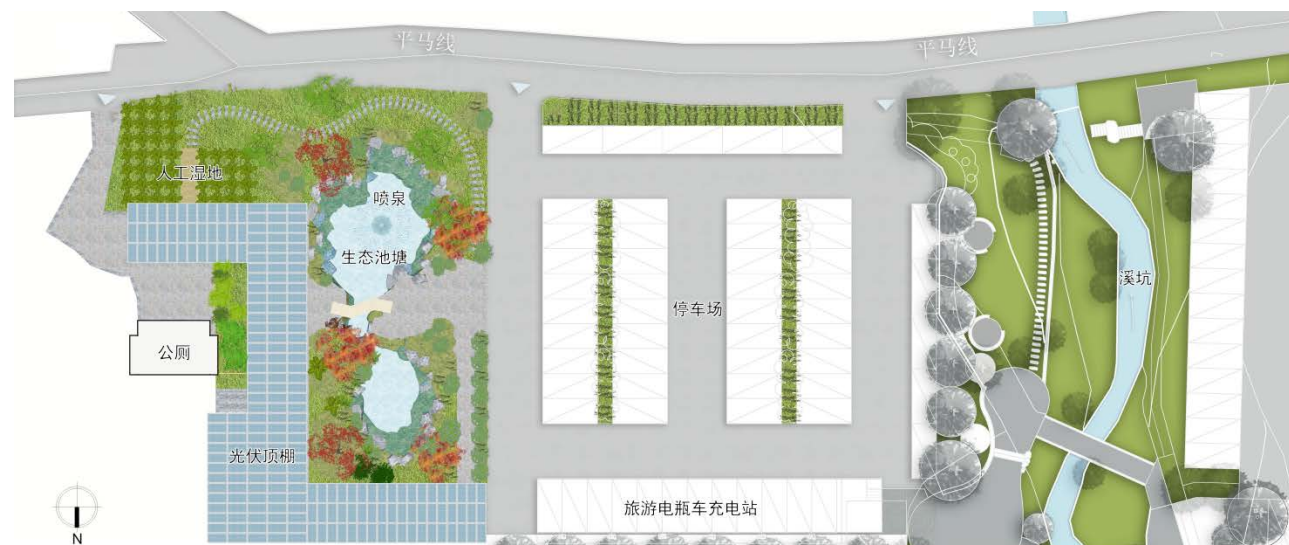 平马线
平马线
人工湿地
喷泉
生态池塘
溪坑
停车场
公厕
光伏顶棚
旅游电瓶车充电站
N